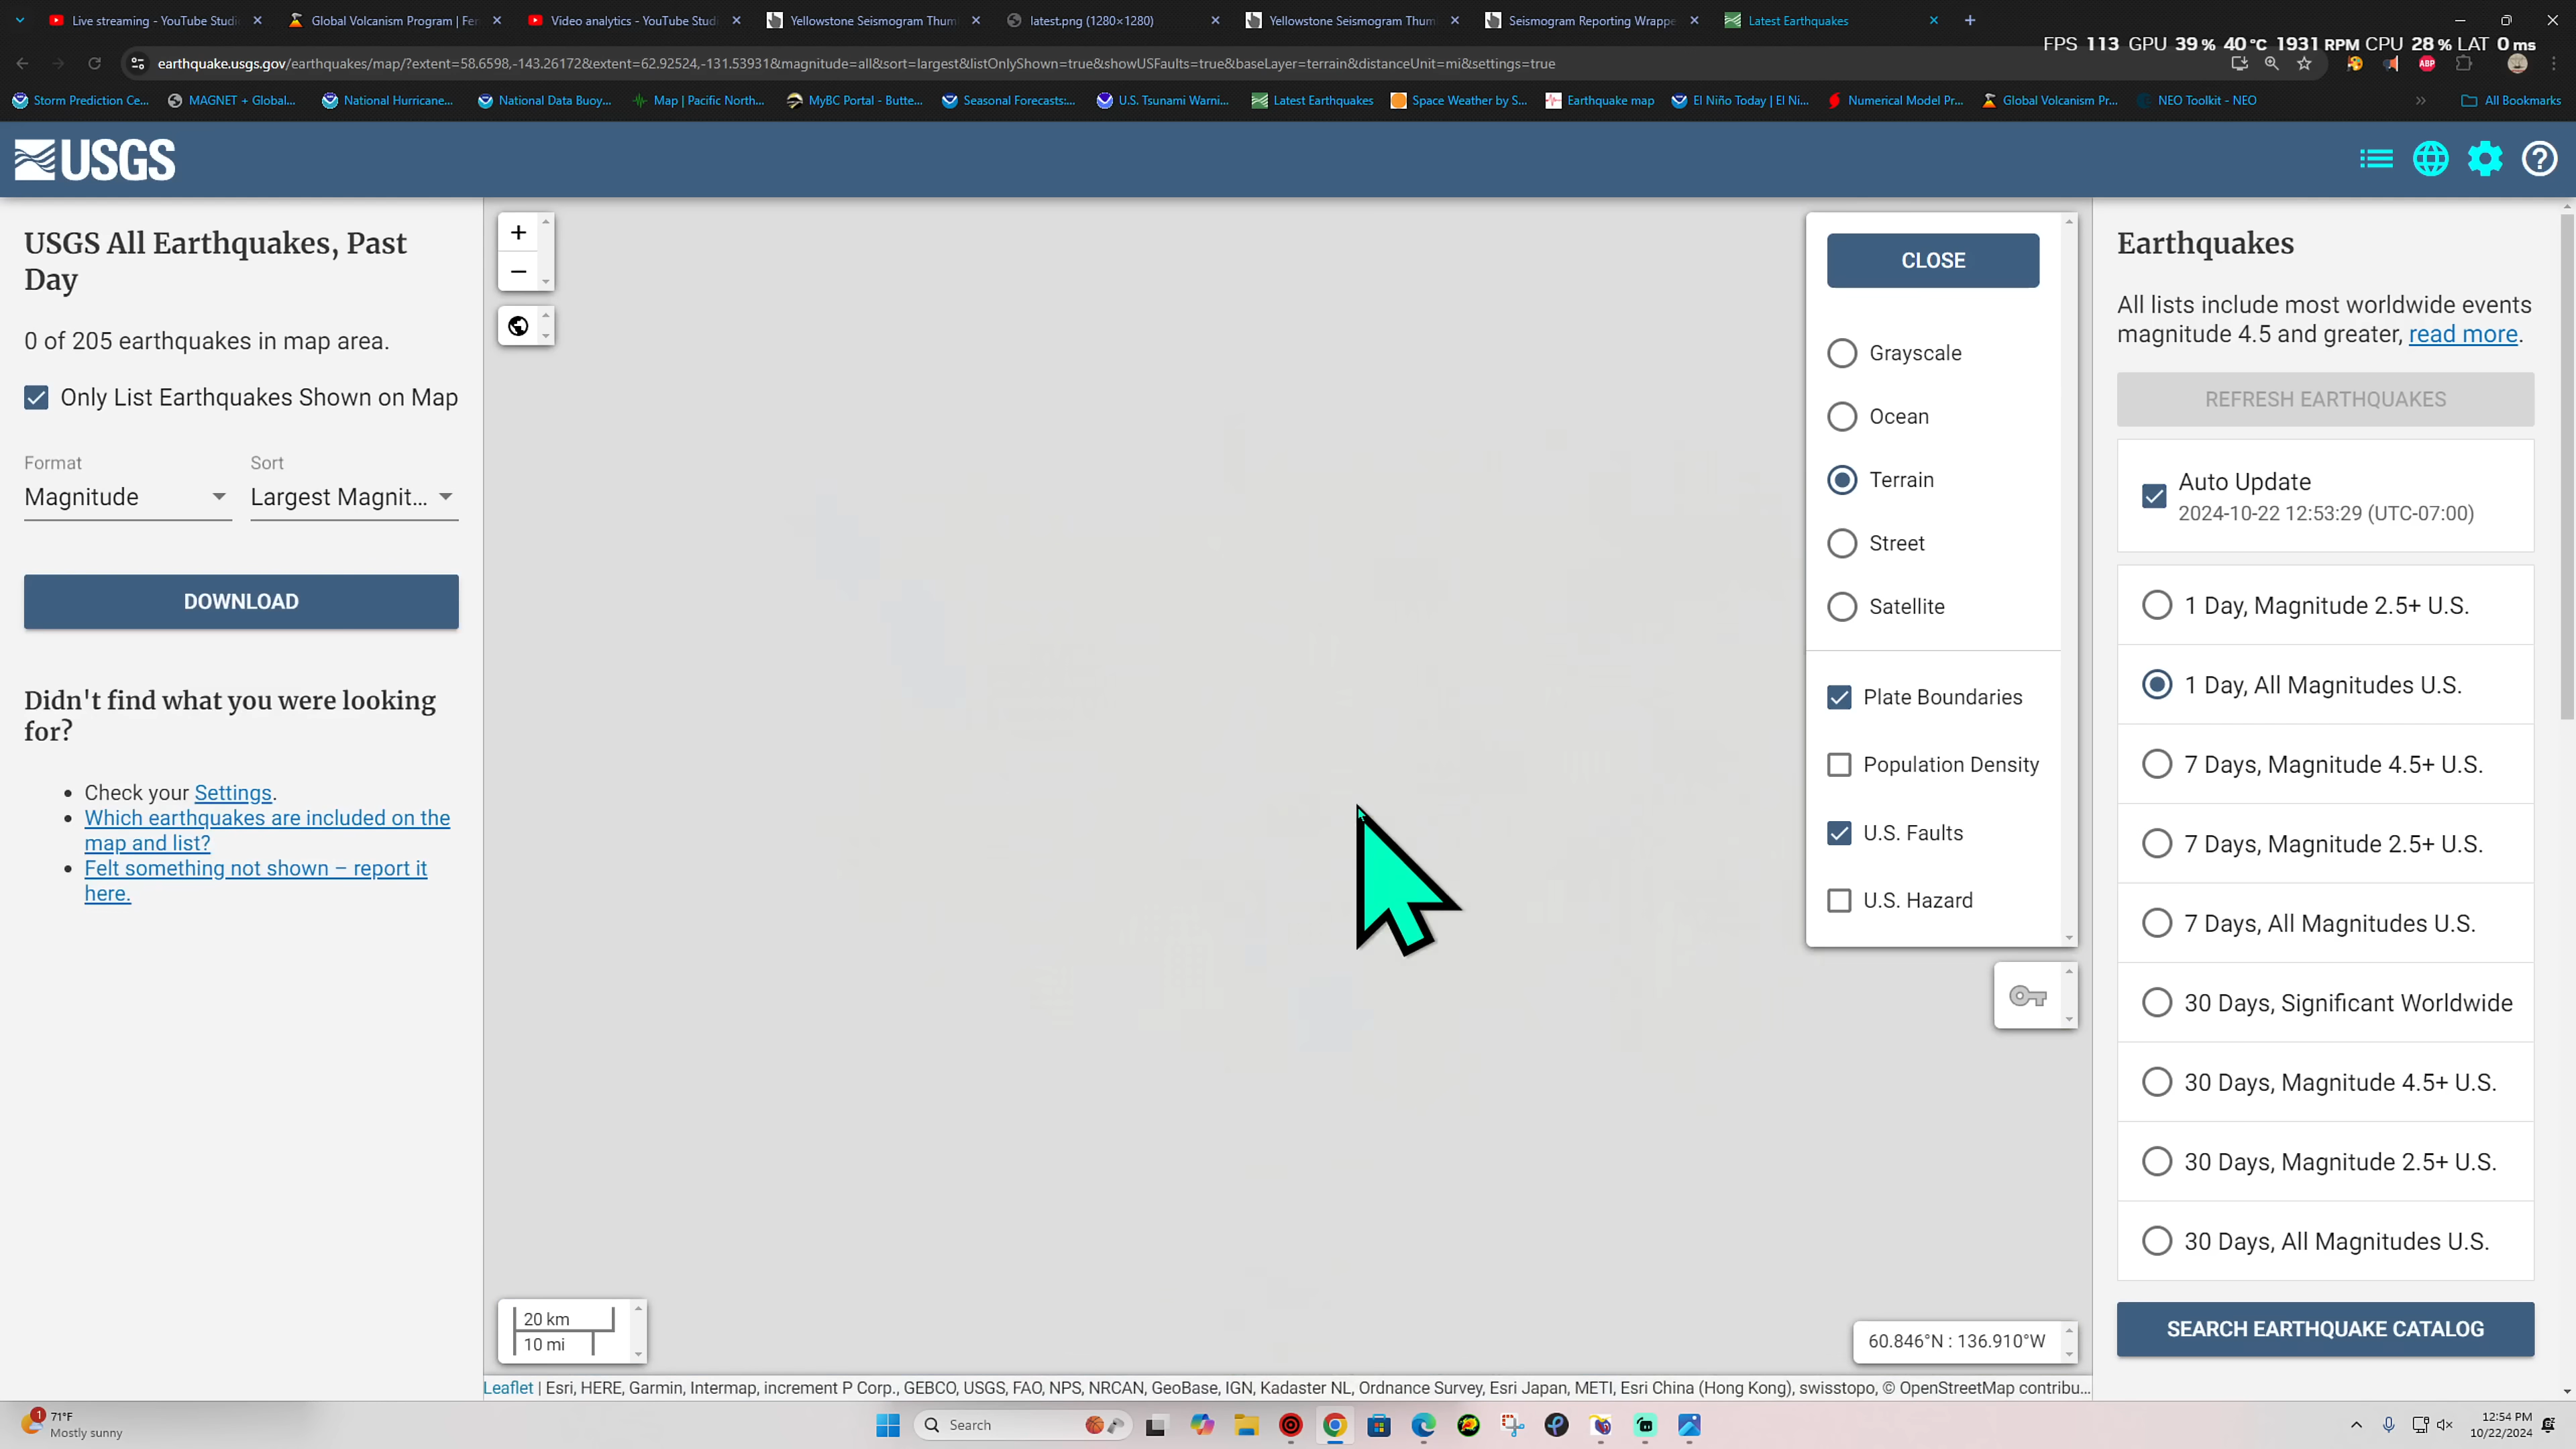 Live streaming - YouTube Studi
Global Volcanism Program | Fer
Video analytics - YouTube Studi
Yellowstone Seismogram Thum
latest.png (1280×1280)
Yellowstone Seismogram Thum
Seismogram Reporting Wrappe
Latest Earthquakes
FPS 113 GPU 39 % 40 °C 1931 RPM CPU 28 % LAT 0 ms
earthquake.usgs.gov/earthquakes/map/?extent=58.6598,-143.26172&extent=62.92524,-131.53931&magnitude=all&sort=largest&listOnlyShown=true&showUSFaults=true&baseLayer=terrain&distanceUnit=mi&settings=true
ABP
Storm Prediction Ce...
MAGNET + Global...
National Hurricane...
National Data Buoy...
Map | Pacific North...
MyBC Portal - Butte...
Seasonal Forecasts:...
U.S. Tsunami Warni...
Latest Earthquakes
Space Weather by S...
Earthquake map
El Niño Today | El Ni...
Numerical Model Pr...
Global Volcanism Pr...
NEO Toolkit - NEO
All Bookmarks
USGS
USGS All Earthquakes, Past
Day
0 of 205 earthquakes in map area.
Only List Earthquakes Shown on Map
Format
Sort
Magnitude
Largest Magnit...
DOWNLOAD
Didn't find what you were looking
for?
Check your Settings.
Which earthquakes are included on the
map and list?
Felt something not shown – report it
here.
+
−
CLOSE
Grayscale
Ocean
Terrain
Street
Satellite
Plate Boundaries
Population Density
U.S. Faults
U.S. Hazard
20 km
10 mi
60.846°N : 136.910°W
Leaflet | Esri, HERE, Garmin, Intermap, increment P Corp., GEBCO, USGS, FAO, NPS, NRCAN, GeoBase, IGN, Kadaster NL, Ordnance Survey, Esri Japan, METI, Esri China (Hong Kong), swisstopo, © OpenStreetMap contribu...
Earthquakes
All lists include most worldwide events
magnitude 4.5 and greater, read more.
REFRESH EARTHQUAKES
Auto Update
2024-10-22 12:53:29 (UTC-07:00)
1 Day, Magnitude 2.5+ U.S.
1 Day, All Magnitudes U.S.
7 Days, Magnitude 4.5+ U.S.
7 Days, Magnitude 2.5+ U.S.
7 Days, All Magnitudes U.S.
30 Days, Significant Worldwide
30 Days, Magnitude 4.5+ U.S.
30 Days, Magnitude 2.5+ U.S.
30 Days, All Magnitudes U.S.
SEARCH EARTHQUAKE CATALOG
1
71°F
Mostly sunny
Search
12:54 PM
10/22/2024